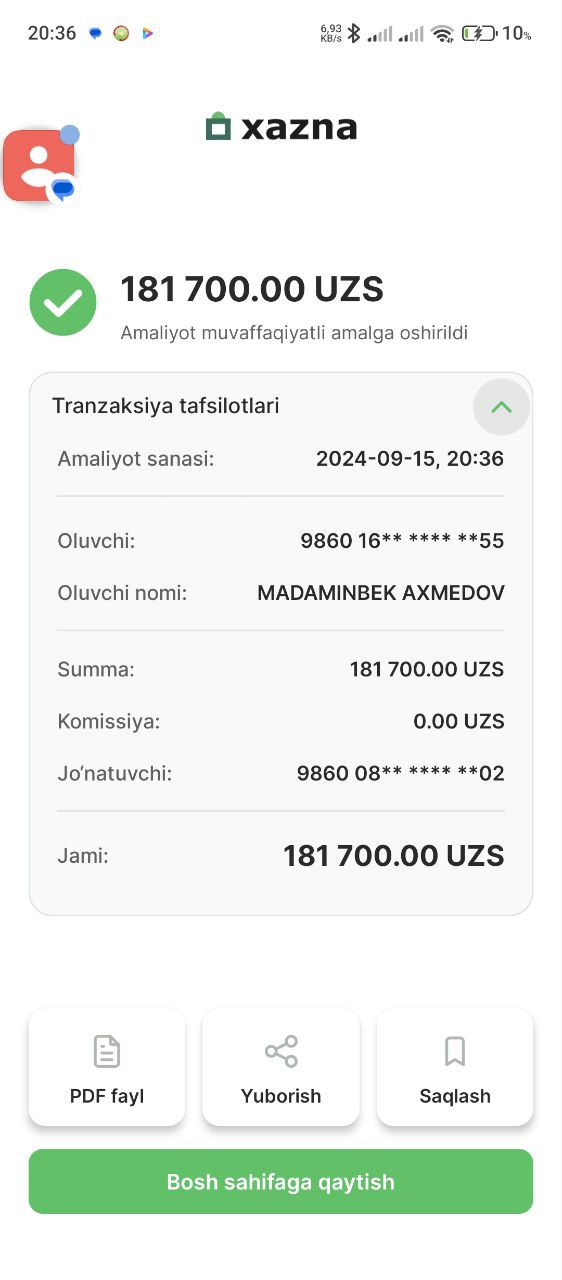 20:36 6,93 KB/s 10%
xazna
181 700.00 UZS
Amaliyot muvaffaqiyatli amalga oshirildi
Tranzaksiya tafsilotlari
Amaliyot sanasi: 2024-09-15, 20:36
Oluvchi: 9860 16** **** **55
Oluvchi nomi: MADAMINBEK AXMEDOV
Summa: 181 700.00 UZS
Komissiya: 0.00 UZS
Jo‘natuvchi: 9860 08** **** **02
Jami: 181 700.00 UZS
PDF fayl Yuborish Saqlash
Bosh sahifaga qaytish